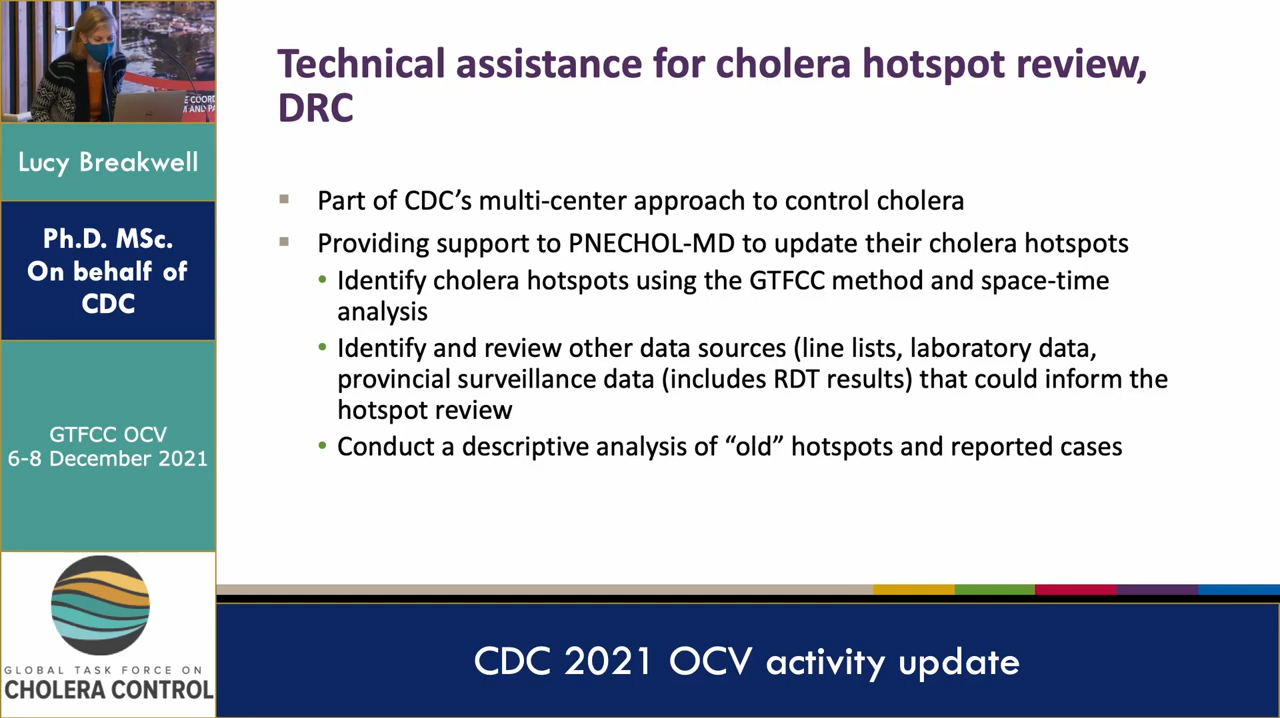 E COORD
M AND PA
Lucy Breakwell
Ph.D. MSc.
On behalf of
CDC
GTFCC OCV
6-8 December 2021
GLOBAL TASK FORCE ON
CHOLERA CONTROL
Technical assistance for cholera hotspot review,
DRC
▪ Part of CDC’s multi-center approach to control cholera
▪ Providing support to PNECHOL-MD to update their cholera hotspots
• Identify cholera hotspots using the GTFCC method and space-time
analysis
• Identify and review other data sources (line lists, laboratory data,
provincial surveillance data (includes RDT results) that could inform the
hotspot review
• Conduct a descriptive analysis of “old” hotspots and reported cases
CDC 2021 OCV activity update